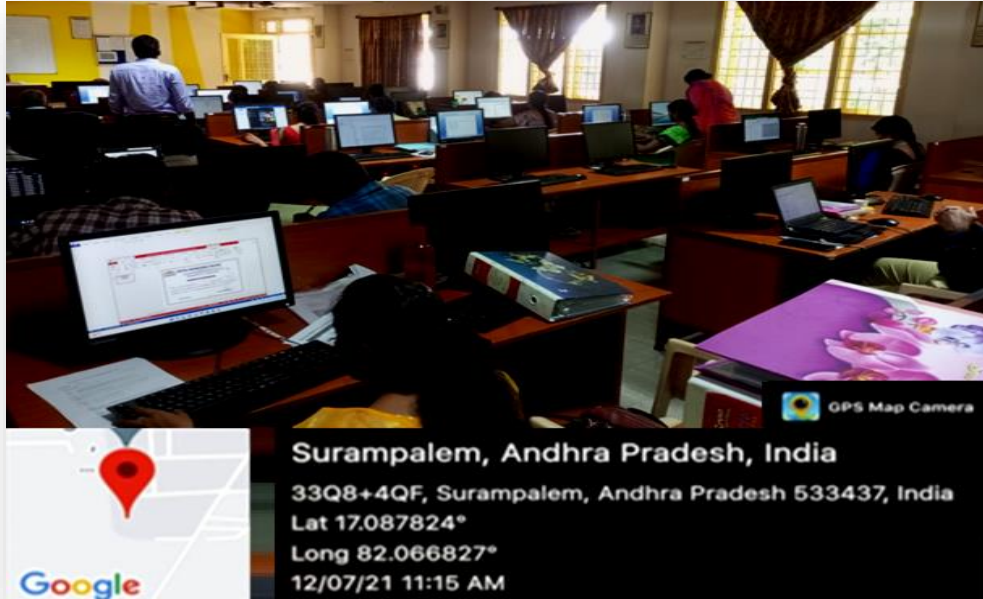 GPS Map Camera
Surampalem, Andhra Pradesh, India
33Q8+4QF, Surampalem, Andhra Pradesh 533437, India
Lat 17.087824°
Long 82.066827°
12/07/21 11:15 AM
Google